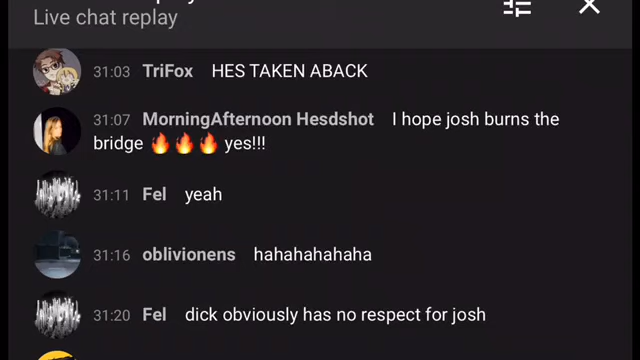 Live chat replay
31:03 TriFox HES TAKEN ABACK
31:07 MorningAfternoon Hesdshot I hope josh burns the
bridge 🔥🔥🔥 yes!!!
31:11 Fel yeah
31:16 oblivionens hahahahahaha
31:20 Fel dick obviously has no respect for josh